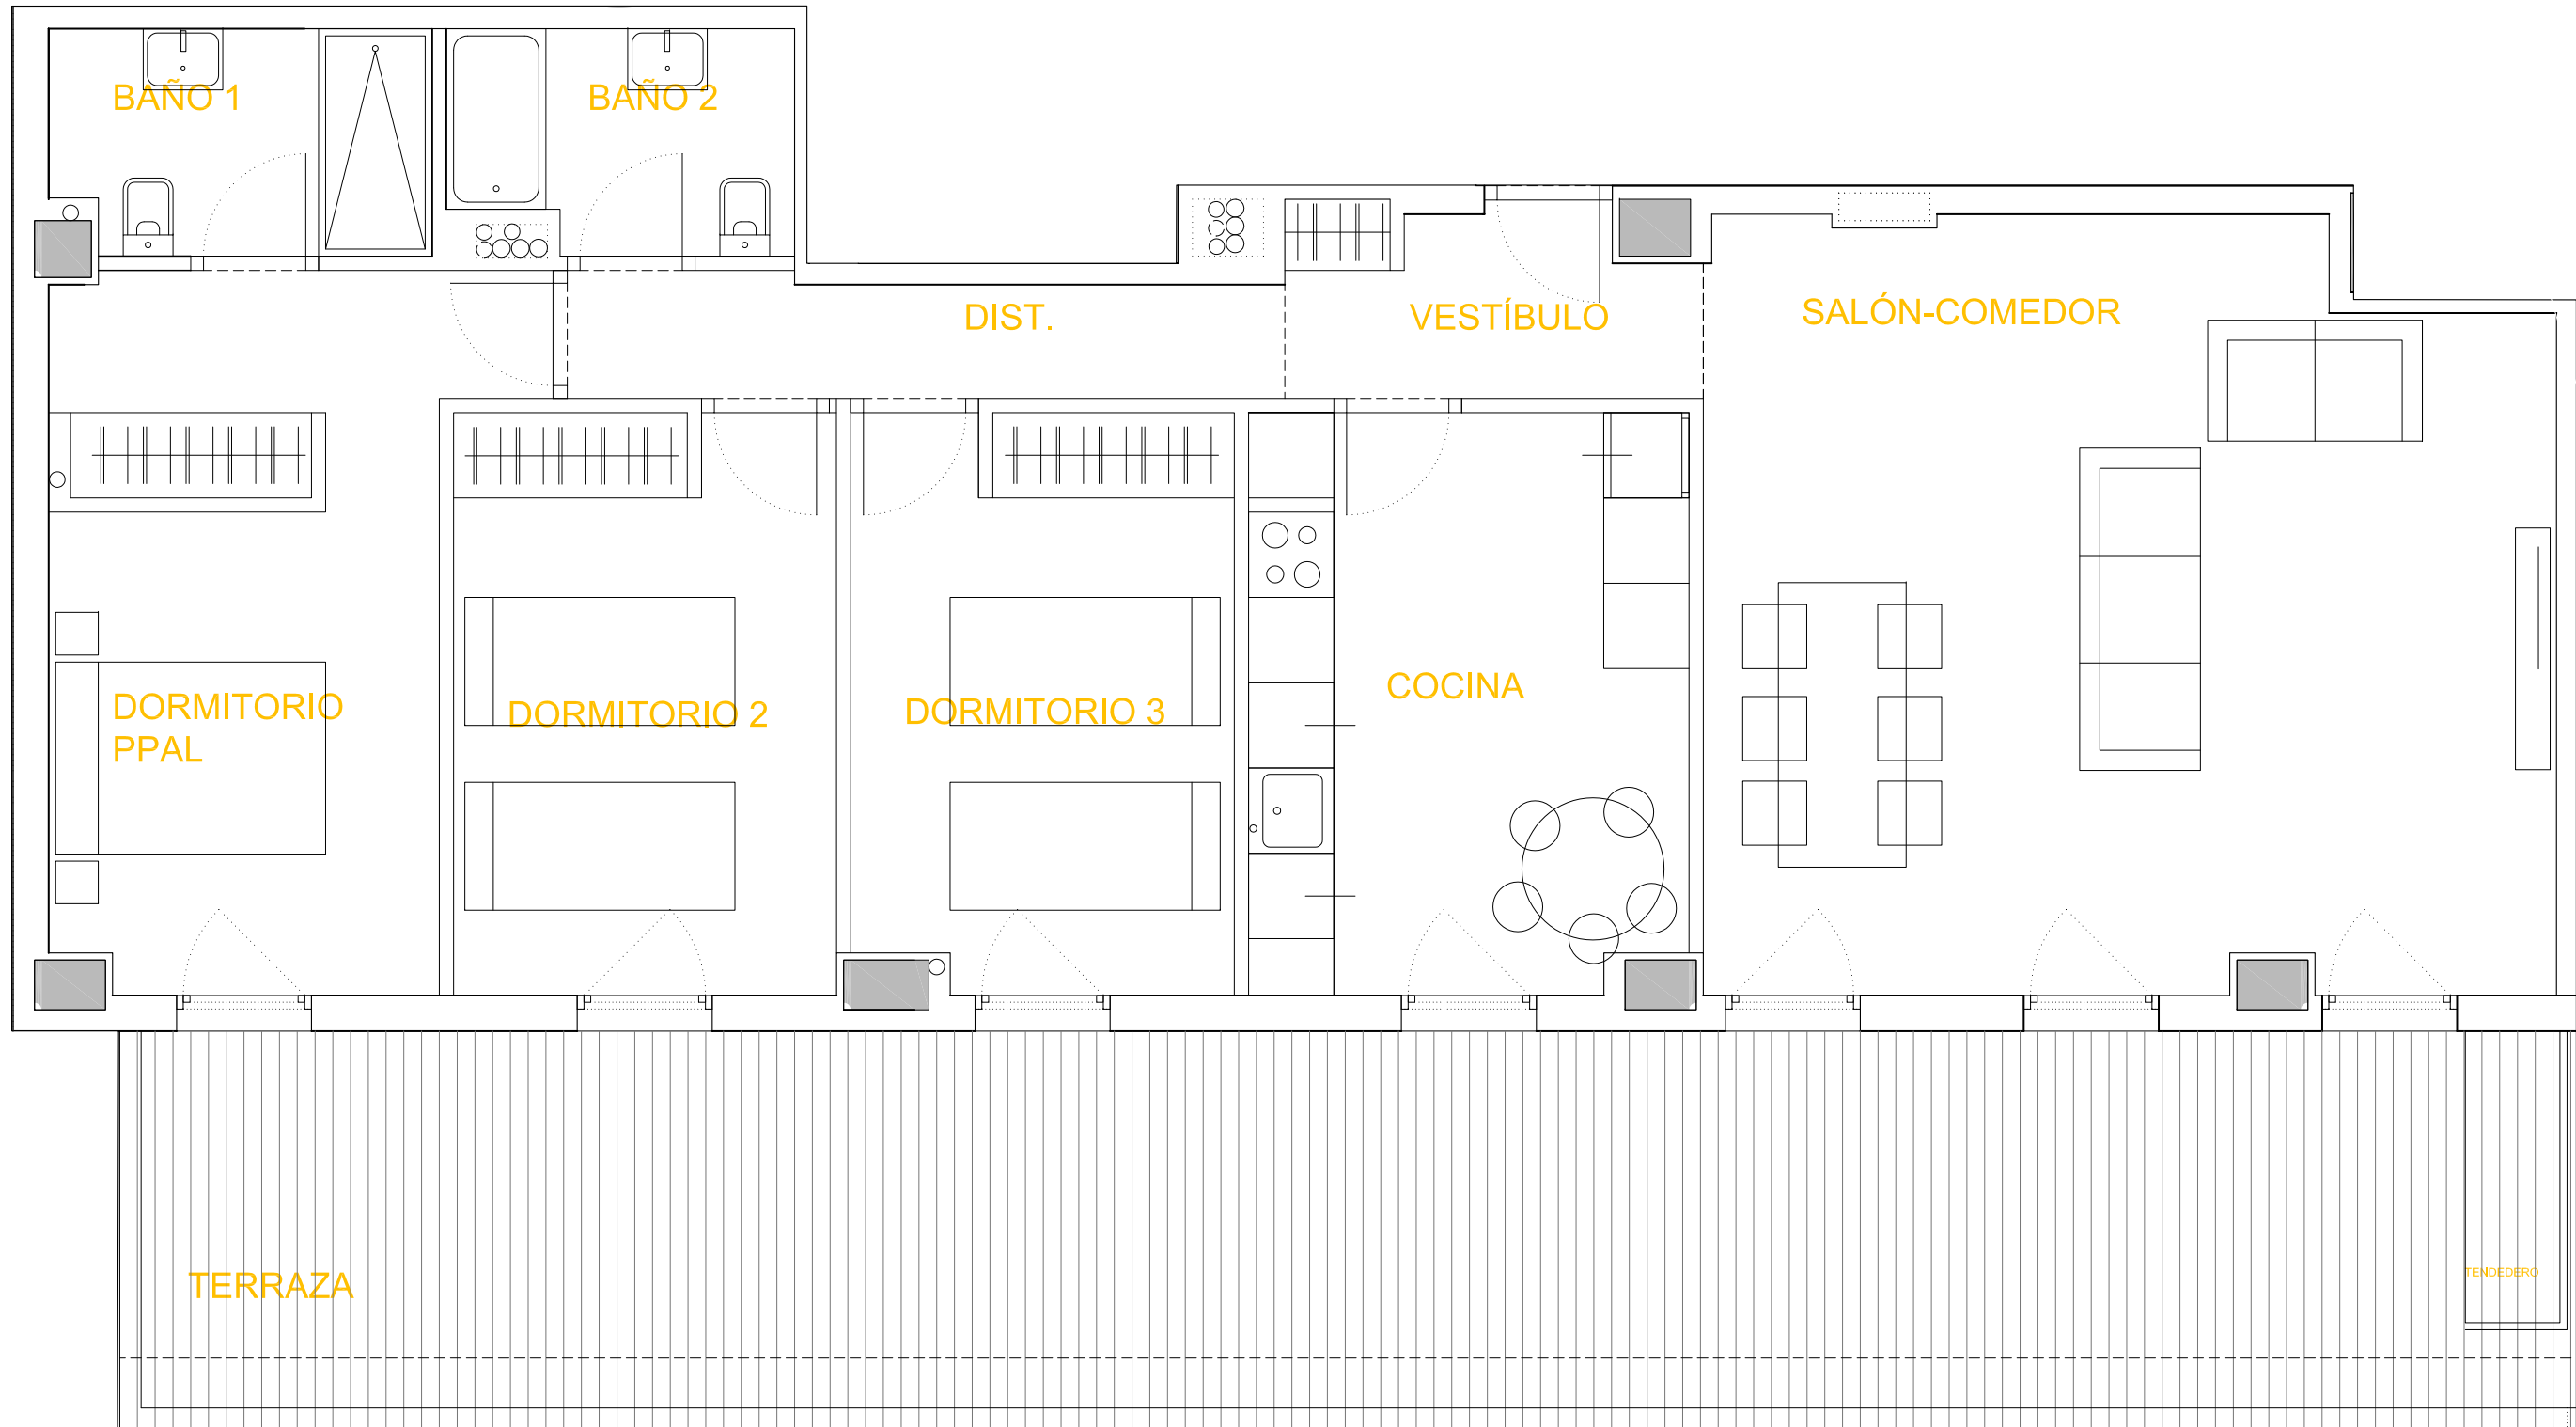 BAÑO 1
BAÑO 2
DIST.
VESTÍBULO
SALÓN-COMEDOR
DORMITORIO
PPAL
DORMITORIO 2
DORMITORIO 3
COCINA
TERRAZA
TENDEDERO